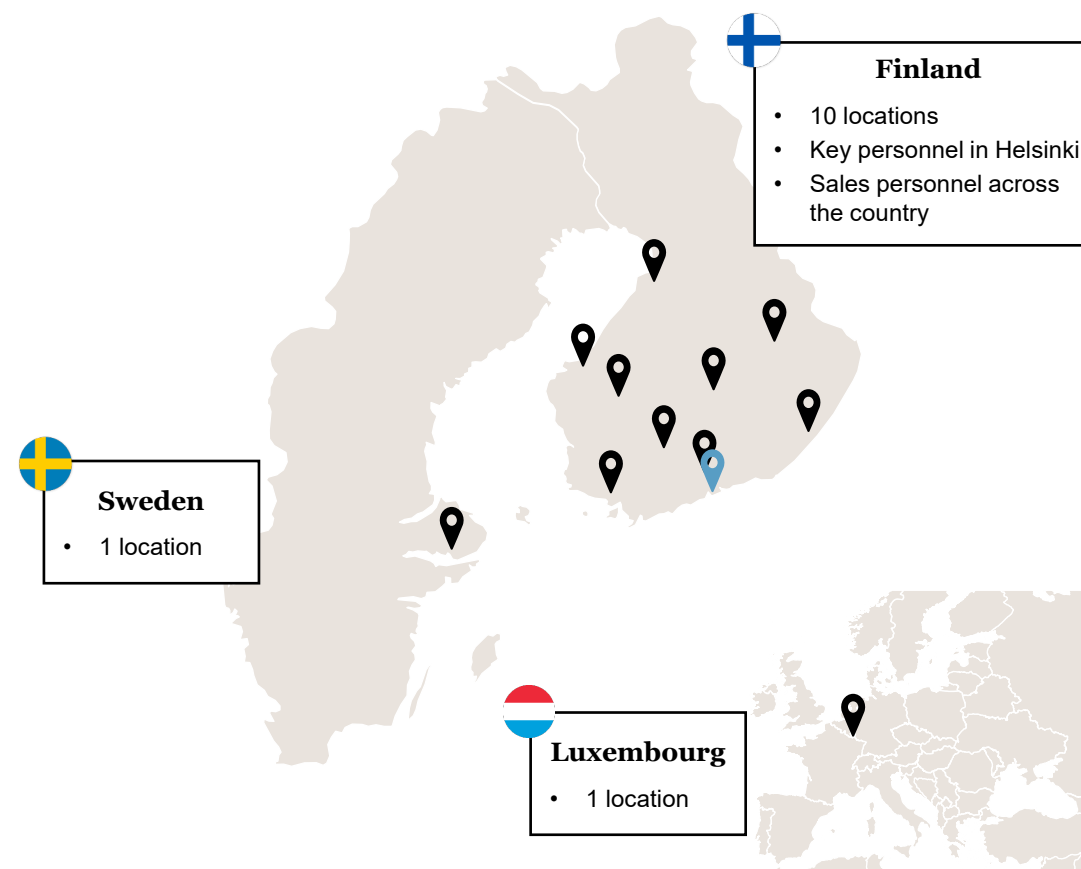 Finland
• 10 locations
• Key personnel in Helsinki
• Sales personnel across
the country
Sweden
• 1 location
Luxembourg
• 1 location